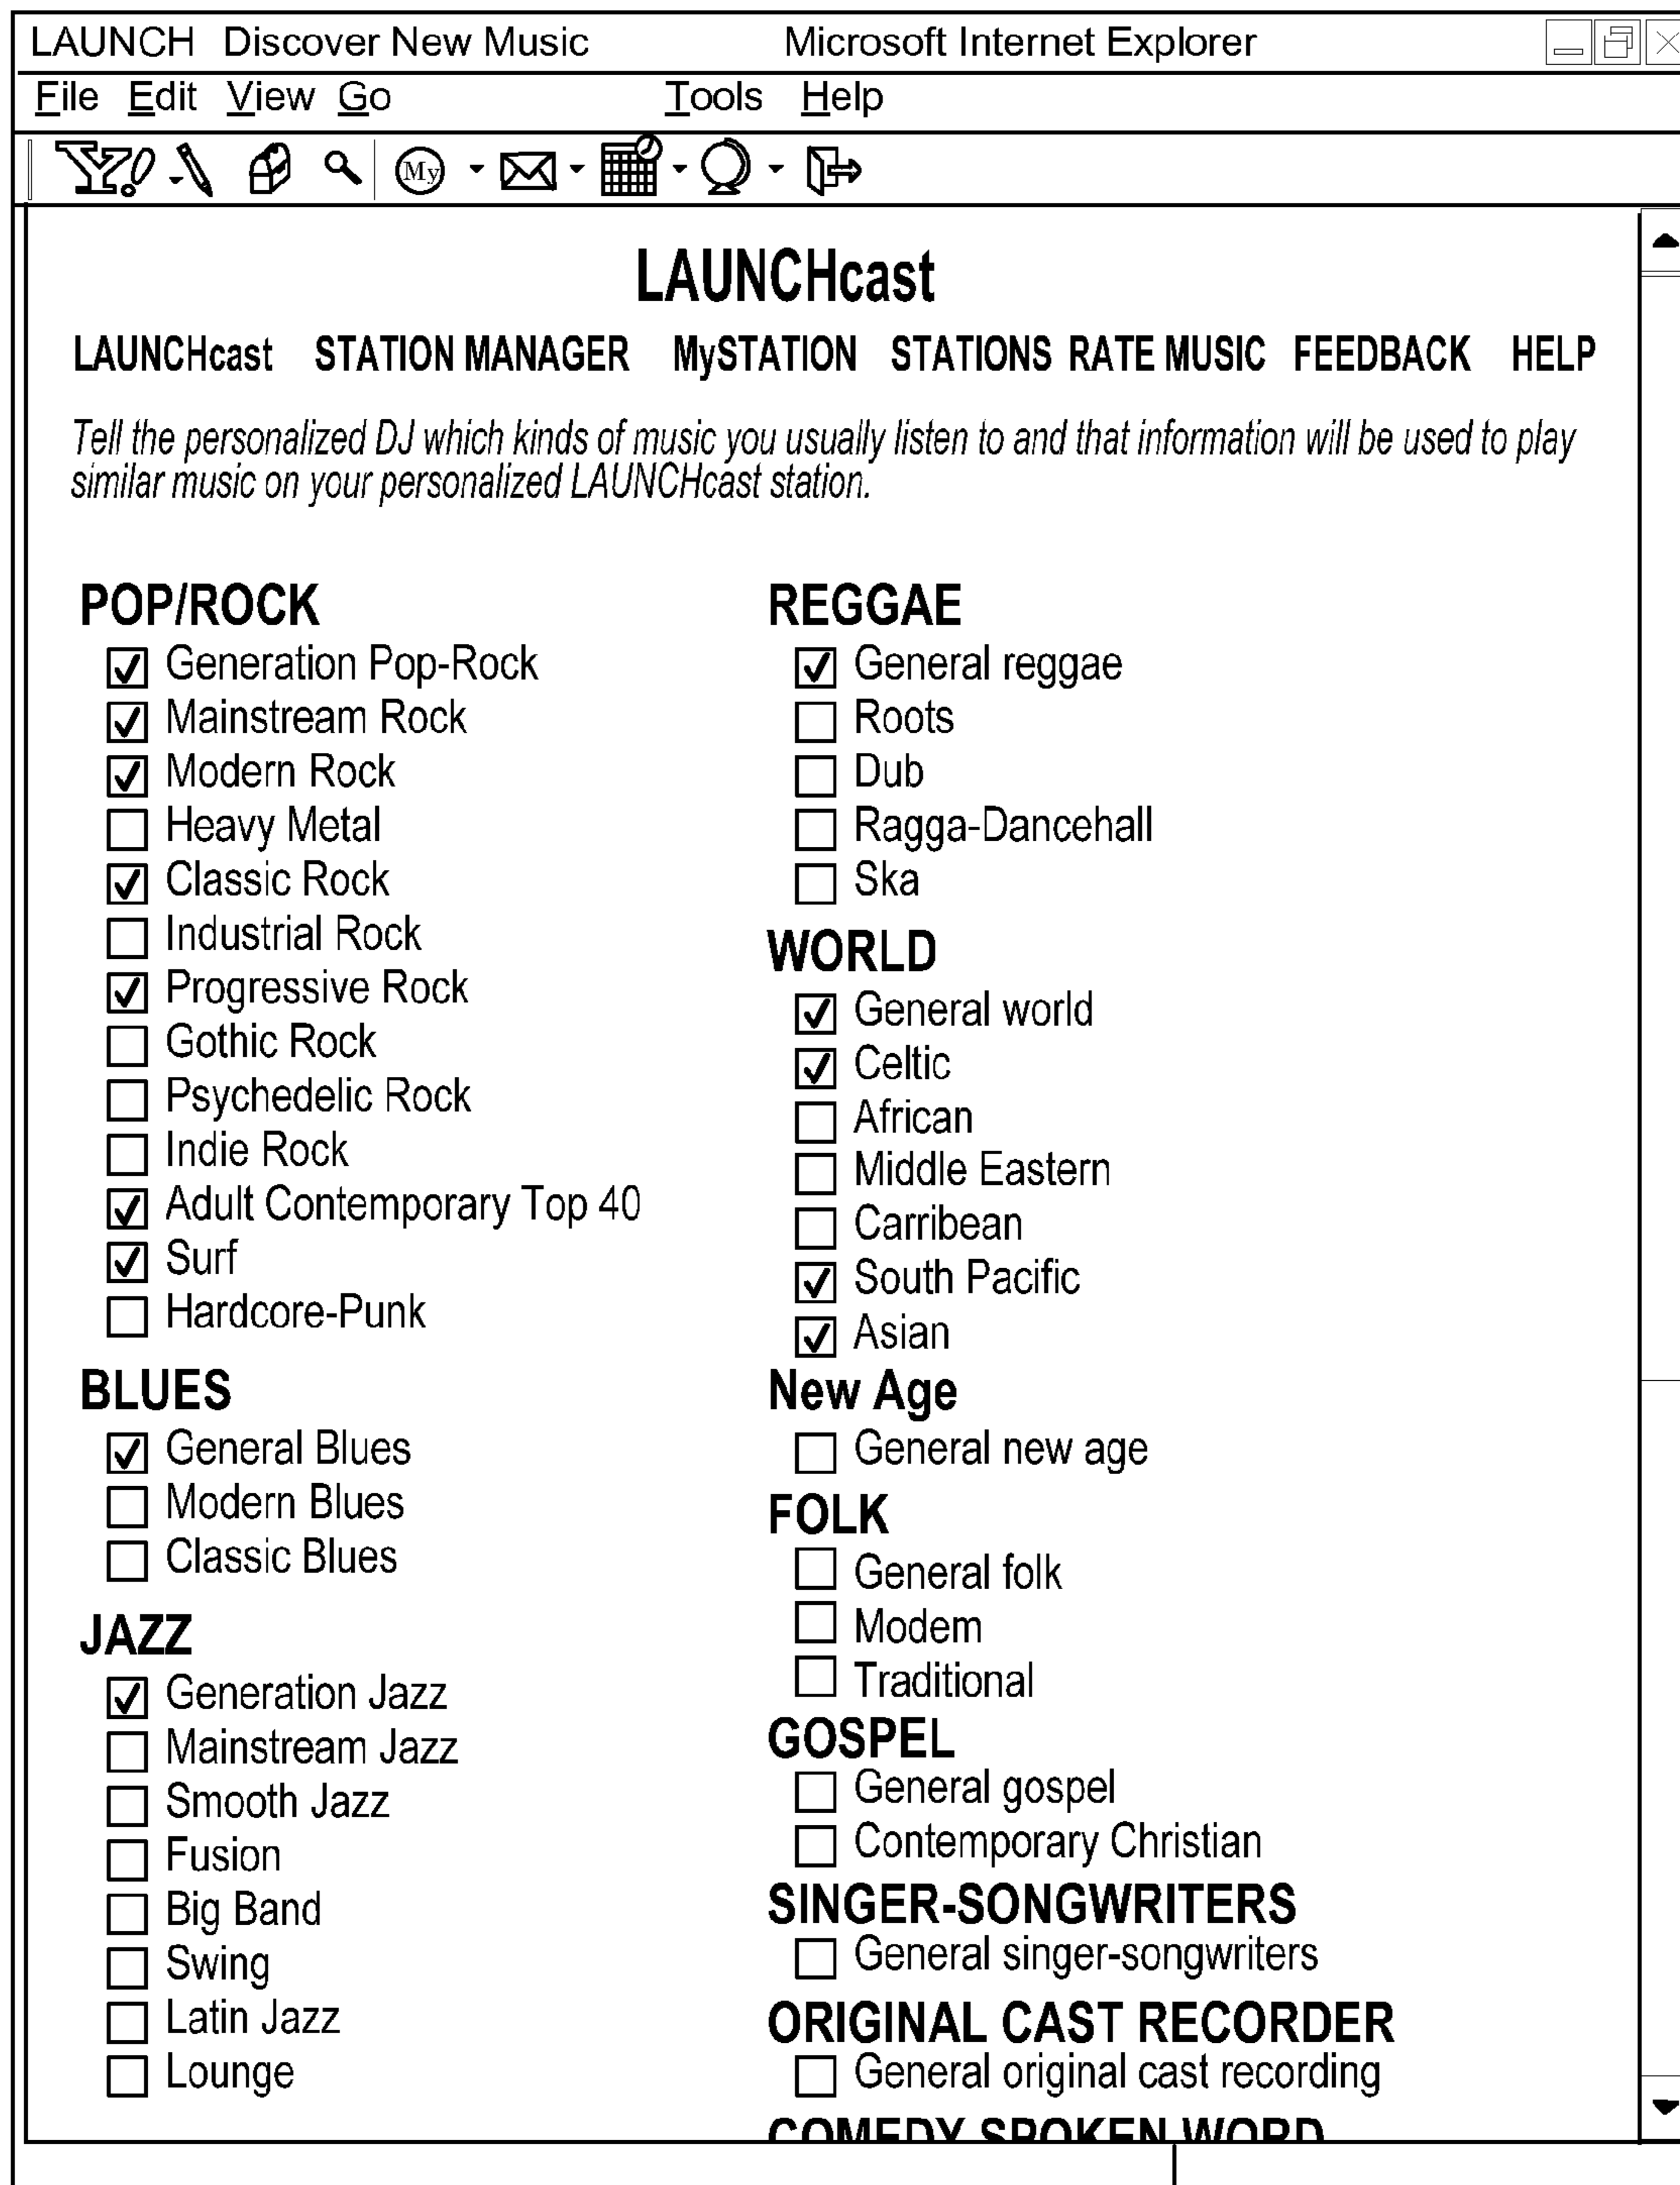 LAUNCH Discover New Music Microsoft Internet Explorer
File Edit View Go Tools Help
Y! My
LAUNCHcast
LAUNCHcast STATION MANAGER MySTATION STATIONS RATE MUSIC FEEDBACK HELP
Tell the personalized DJ which kinds of music you usually listen to and that information will be used to play
similar music on your personalized LAUNCHcast station.
POP/ROCK
Generation Pop-Rock
Mainstream Rock
Modern Rock
Heavy Metal
Classic Rock
Industrial Rock
Progressive Rock
Gothic Rock
Psychedelic Rock
Indie Rock
Adult Contemporary Top 40
Surf
Hardcore-Punk
BLUES
General Blues
Modern Blues
Classic Blues
JAZZ
Generation Jazz
Mainstream Jazz
Smooth Jazz
Fusion
Big Band
Swing
Latin Jazz
Lounge
REGGAE
General reggae
Roots
Dub
Ragga-Dancehall
Ska
WORLD
General world
Celtic
African
Middle Eastern
Carribean
South Pacific
Asian
New Age
General new age
FOLK
General folk
Modem
Traditional
GOSPEL
General gospel
Contemporary Christian
SINGER-SONGWRITERS
General singer-songwriters
ORIGINAL CAST RECORDER
General original cast recording
COMEDY SPOKEN WORD